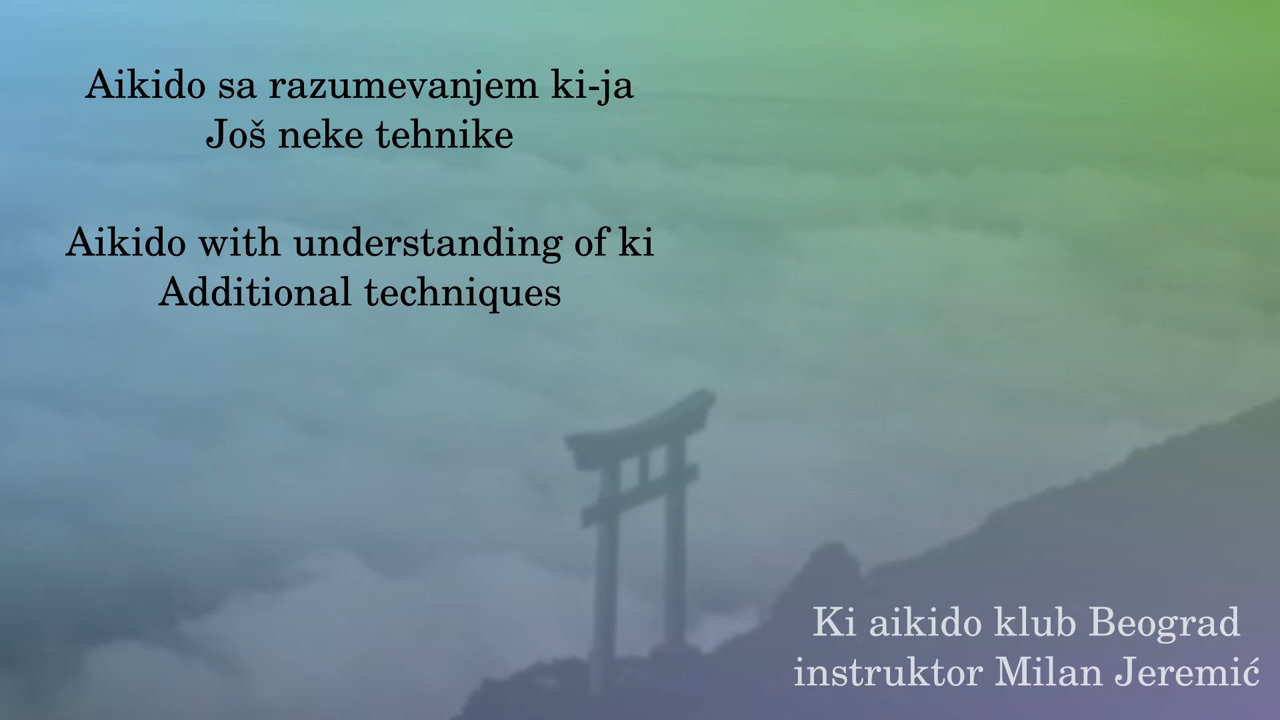 Aikido sa razumevanjem ki-ja
Još neke tehnike
Aikido with understanding of ki
Additional techniques
Ki aikido klub Beograd
instruktor Milan Jeremić